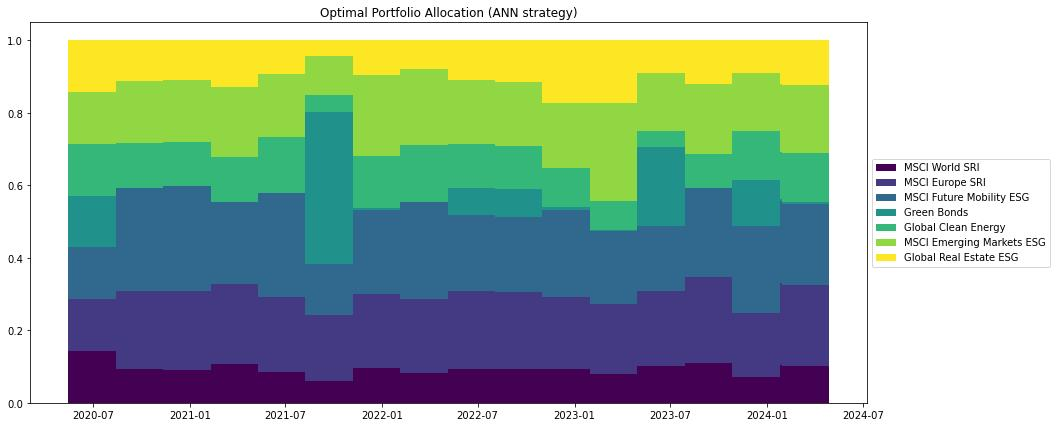 Optimal Portfolio Allocation (ANN strategy)
1.0
0.8
0.6
0.4
0.2
0.0
2020-07
2021-01
2021-07
2022-01
2022-07
2023-01
2023-07
2024-01
2024-07
MSCI World SRI
MSCI Europe SRI
MSCI Future Mobility ESG
Green Bonds
Global Clean Energy
MSCI Emerging Markets ESG
Global Real Estate ESG